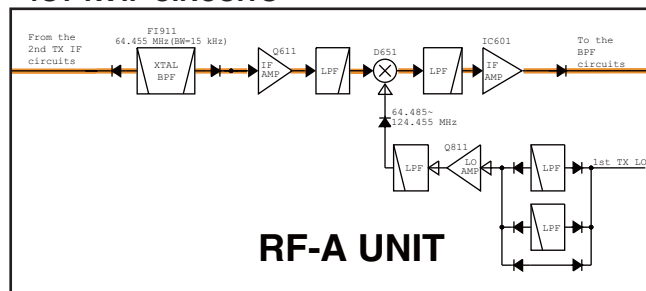 From the
2nd TX IF
circuits
FI911
64.455 MHz(BW=15 kHz)
XTAL
BPF
Q611
IF
AMP
LPF
D651
LPF
IC601
IF
AMP
To the
BPF
circuits
64.485~
124.455 MHz
LPF
Q811
LO
AMP
LPF
1st TX LO
LPF
RF-A UNIT